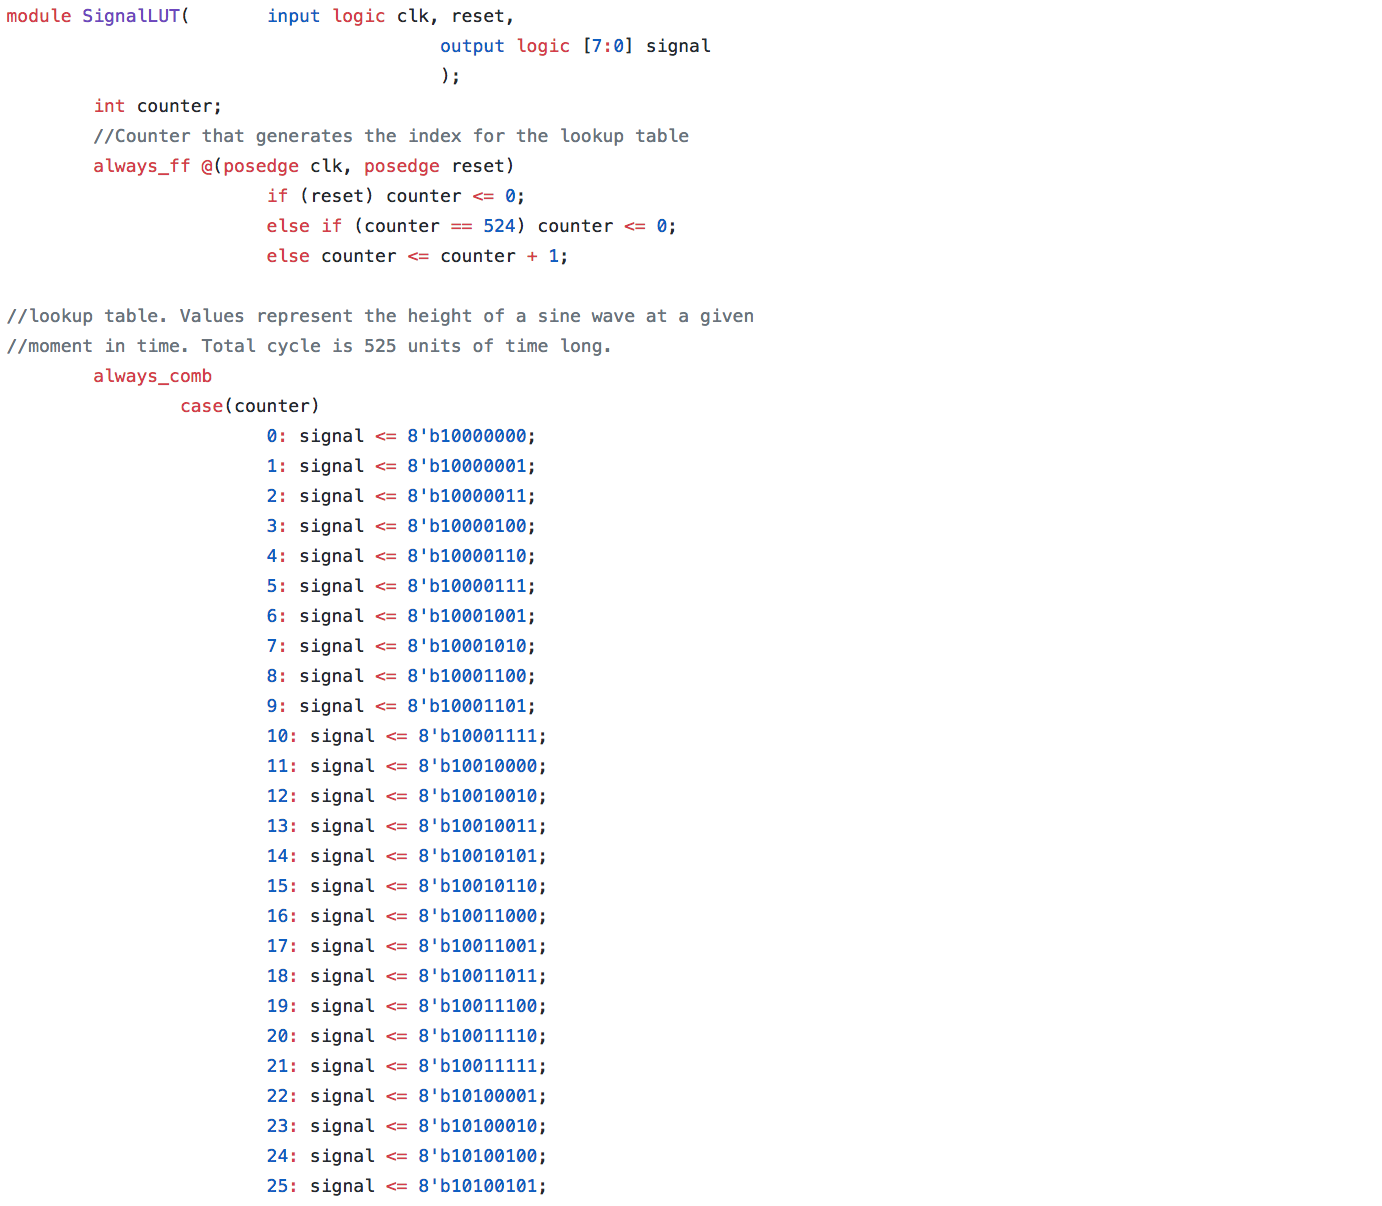 module SignalLUT( input logic clk, reset,
output logic [7:0] signal
);
int counter;
//Counter that generates the index for the lookup table
always_ff @(posedge clk, posedge reset)
if (reset) counter <= 0;
else if (counter == 524) counter <= 0;
else counter <= counter + 1;
//lookup table. Values represent the height of a sine wave at a given
//moment in time. Total cycle is 525 units of time long.
always_comb
case(counter)
0: signal <= 8'b10000000;
1: signal <= 8'b10000001;
2: signal <= 8'b10000011;
3: signal <= 8'b10000100;
4: signal <= 8'b10000110;
5: signal <= 8'b10000111;
6: signal <= 8'b10001001;
7: signal <= 8'b10001010;
8: signal <= 8'b10001100;
9: signal <= 8'b10001101;
10: signal <= 8'b10001111;
11: signal <= 8'b10010000;
12: signal <= 8'b10010010;
13: signal <= 8'b10010011;
14: signal <= 8'b10010101;
15: signal <= 8'b10010110;
16: signal <= 8'b10011000;
17: signal <= 8'b10011001;
18: signal <= 8'b10011011;
19: signal <= 8'b10011100;
20: signal <= 8'b10011110;
21: signal <= 8'b10011111;
22: signal <= 8'b10100001;
23: signal <= 8'b10100010;
24: signal <= 8'b10100100;
25: signal <= 8'b10100101;